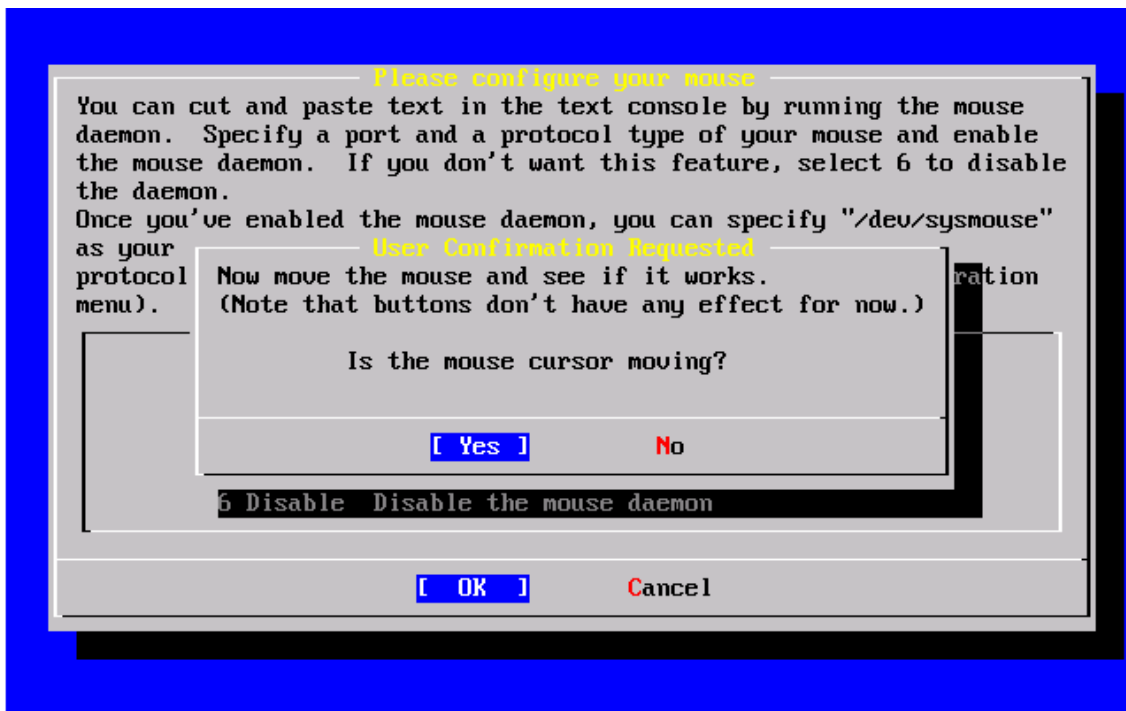 Please configure your mouse
You can cut and paste text in the text console by running the mouse
daemon.  Specify a port and a protocol type of your mouse and enable
the mouse daemon.  If you don't want this feature, select 6 to disable
the daemon.
Once you've enabled the mouse daemon, you can specify "/dev/sysmouse"
as your
protocol
ration
menu).
User Confirmation Requested
Now move the mouse and see if it works.
(Note that buttons don't have any effect for now.)
Is the mouse cursor moving?
[ Yes ] No
6 Disable  Disable the mouse daemon
[ OK ] Cancel